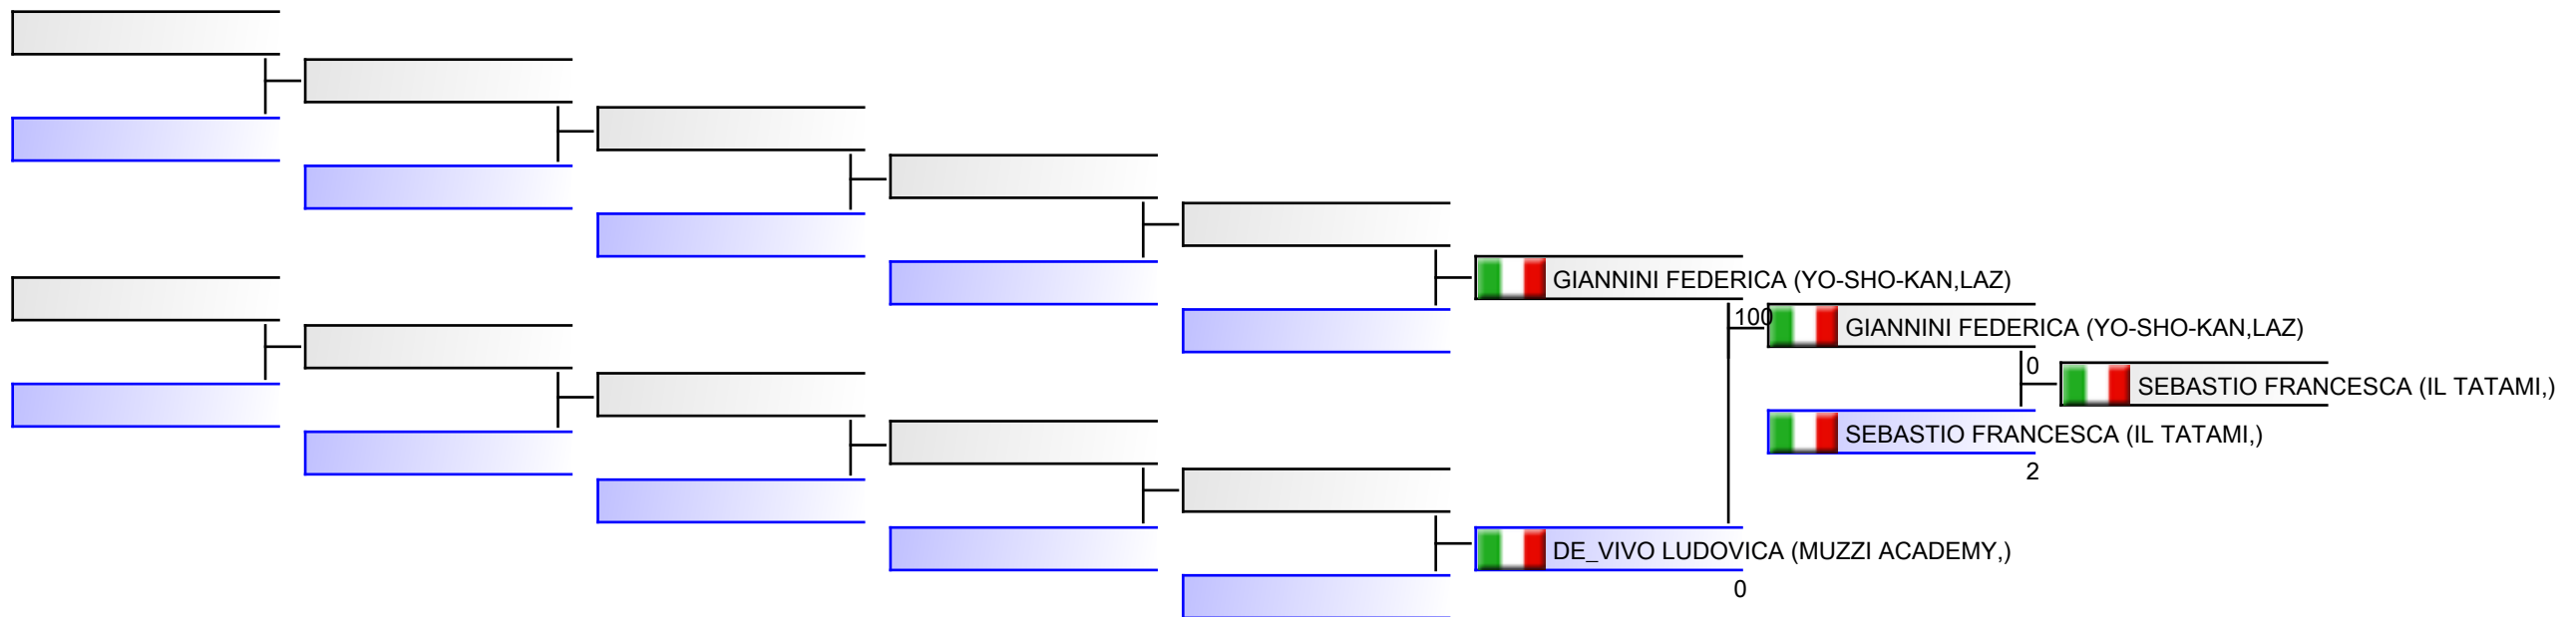 GIANNINI FEDERICA (YO-SHO-KAN,LAZ)
100
GIANNINI FEDERICA (YO-SHO-KAN,LAZ)
0
SEBASTIO FRANCESCA (IL TATAMI,)
SEBASTIO FRANCESCA (IL TATAMI,)
2
DE_VIVO LUDOVICA (MUZZI ACADEMY,)
0